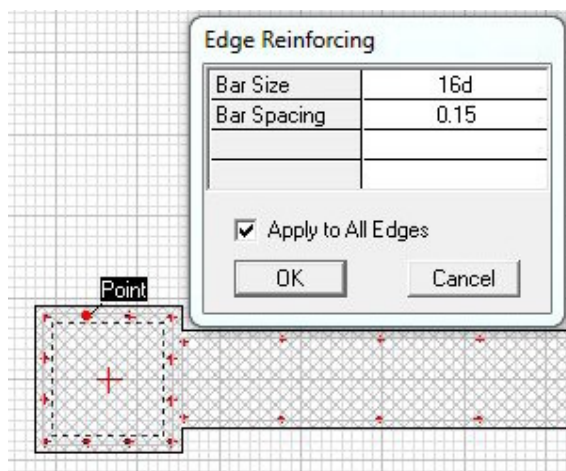 Edge Reinforcing
Bar Size 16d
Bar Spacing 0.15
Apply to All Edges
OK Cancel
Point